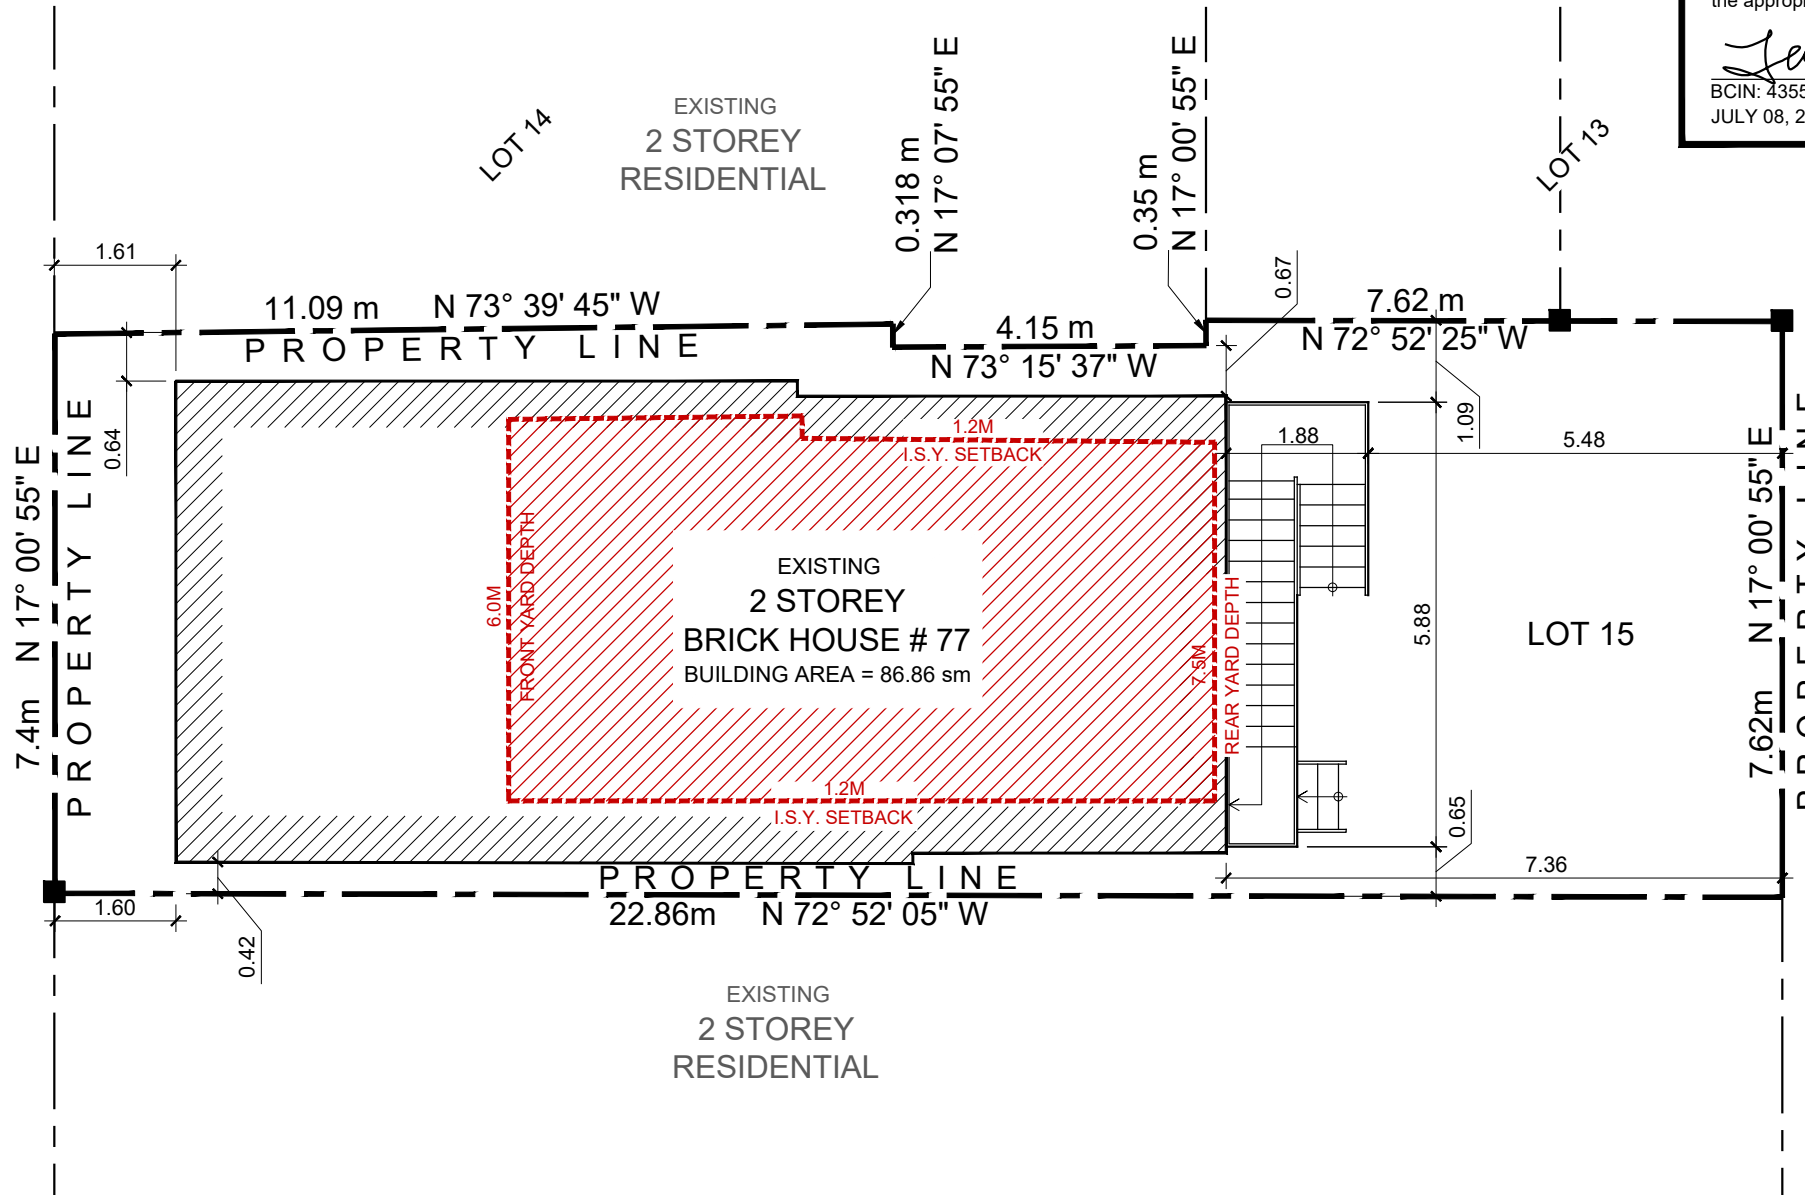 the approp
BCIN: 4355
JULY 08, 2
LOT 14
EXISTING
2 STOREY
RESIDENTIAL
0.318 m
N 17° 07' 55" E
0.35 m
N 17° 00' 55" E
LOT 13
1.61
11.09 m N 73° 39' 45" W
PROPERTY LINE
4.15 m
N 73° 15' 37" W
0.67
7.62 m
N 72° 52' 25" W
0.64
7.4m N 17° 00' 55" E
PROPERTY LINE
1.2M
I.S.Y. SETBACK
1.88
1.09
5.48
6.0M
FRONT YARD DEPTH
EXISTING
2 STOREY
BRICK HOUSE # 77
BUILDING AREA = 86.86 sm
7.5M
REAR YARD DEPTH
5.88
LOT 15
7.62m N 17° 00' 55" E
PROPERTY LINE
1.2M
I.S.Y. SETBACK
0.65
7.36
PROPERTY LINE
22.86m N 72° 52' 05" W
1.60
0.42
EXISTING
2 STOREY
RESIDENTIAL